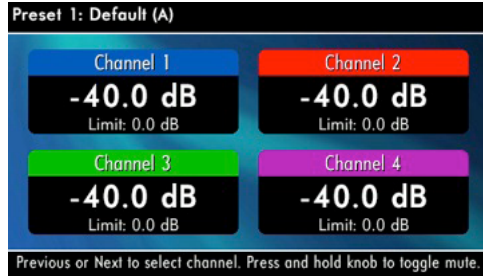 Preset 1: Default (A)
Channel 1
Channel 2
-40.0 dB
-40.0 dB
Limit: 0.0 dB
Limit: 0.0 dB
Channel 3
Channel 4
-40.0 dB
-40.0 dB
Limit: 0.0 dB
Limit: 0.0 dB
Previous or Next to select channel. Press and hold knob to toggle mute.